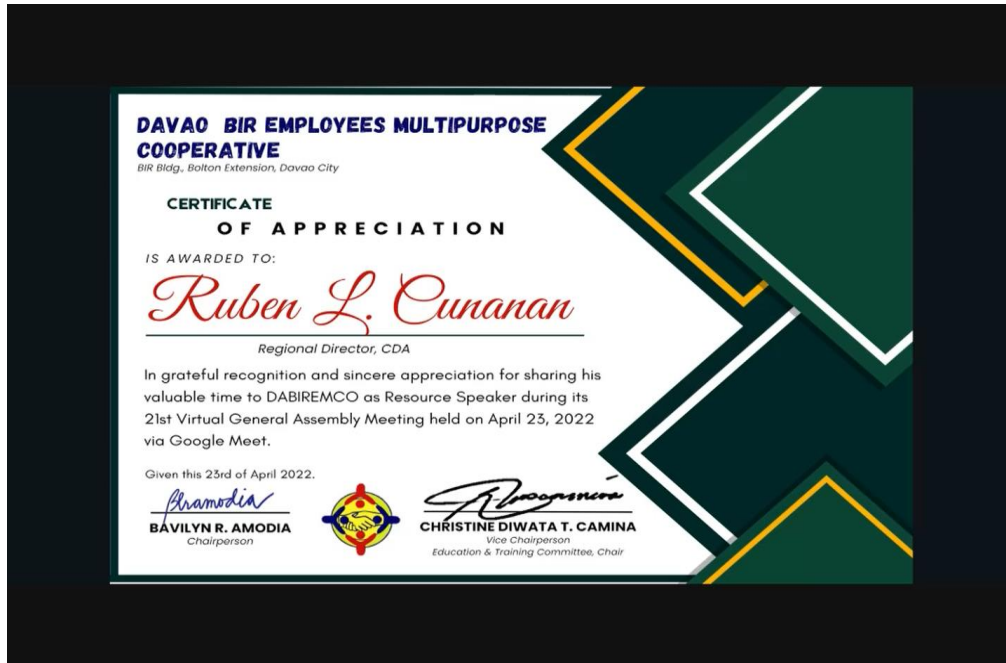 DAVAO BIR EMPLOYEES MULTIPURPOSE
COOPERATIVE
BIR Bldg., Bolton Extension, Davao City
CERTIFICATE
OF APPRECIATION
IS AWARDED TO:
Ruben L. Cunanan
Regional Director, CDA
In grateful recognition and sincere appreciation for sharing his
valuable time to DABIREMCO as Resource Speaker during its
21st Virtual General Assembly Meeting held on April 23, 2022
via Google Meet.
Given this 23rd of April 2022.
BAVILYN R. AMODIA
Chairperson
CHRISTINE DIWATA T. CAMINA
Vice Chairperson
Education & Training Committee, Chair